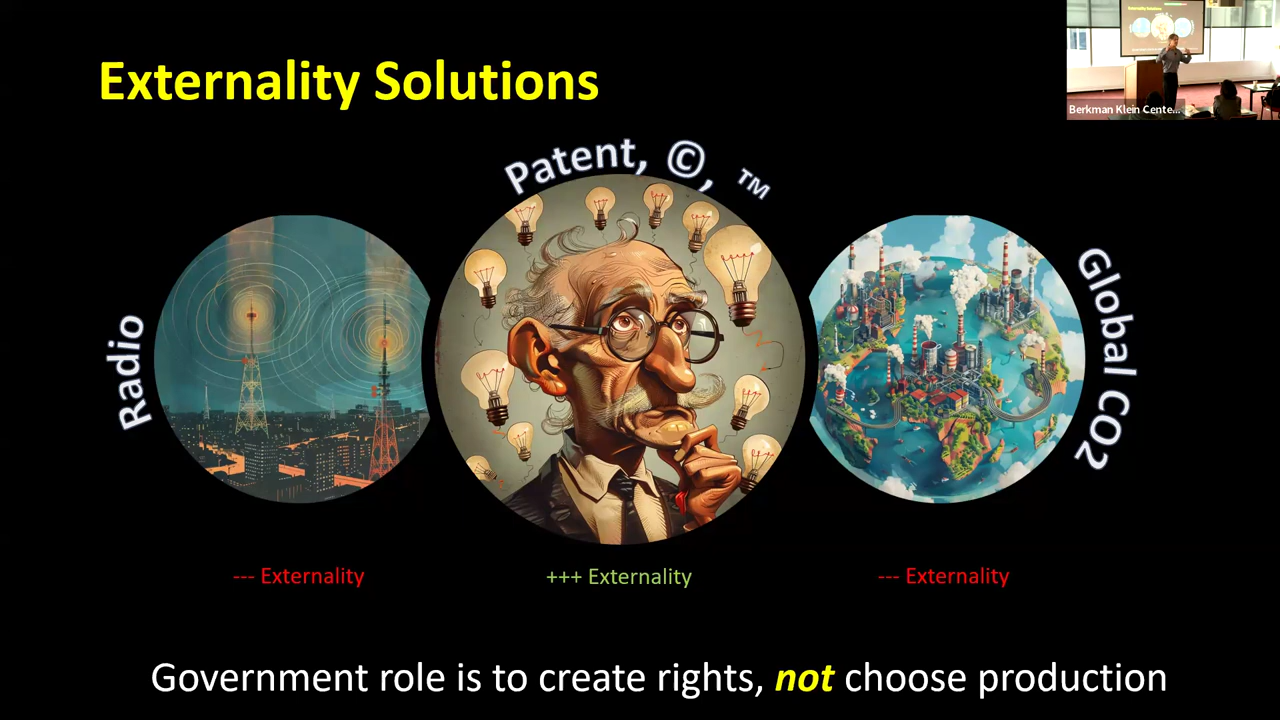 Externality Solutions
Berkman Klein Cente...
Patent, ©, ™
Radio
Global CO2
--- Externality
+++ Externality
--- Externality
Government role is to create rights, not choose production